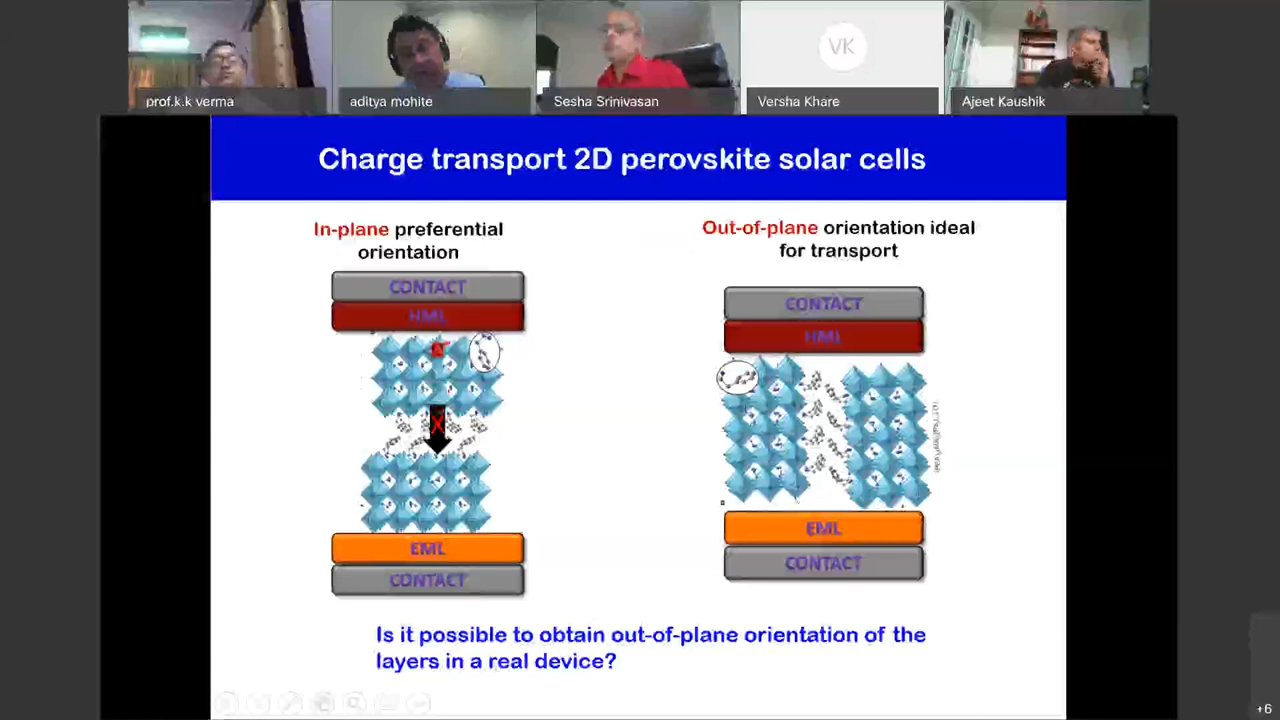 VK
prof.k.k verma
aditya mohite
Sesha Srinivasan
Versha Khare
Ajeet Kaushik
Charge transport 2D perovskite solar cells
In-plane preferential
orientation
CONTACT
HML
X
EML
CONTACT
Out-of-plane orientation ideal
for transport
CONTACT
HML
EML
CONTACT
Is it possible to obtain out-of-plane orientation of the
layers in a real device?
+6